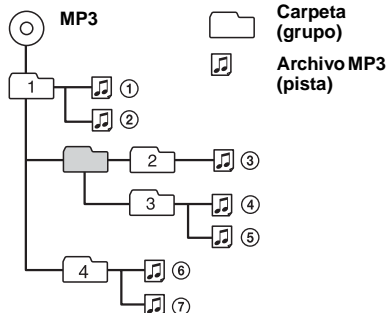 MP3
Carpeta
(grupo)
Archivo MP3
(pista)
1
①
②
2
③
3
④
⑤
4
⑥
⑦